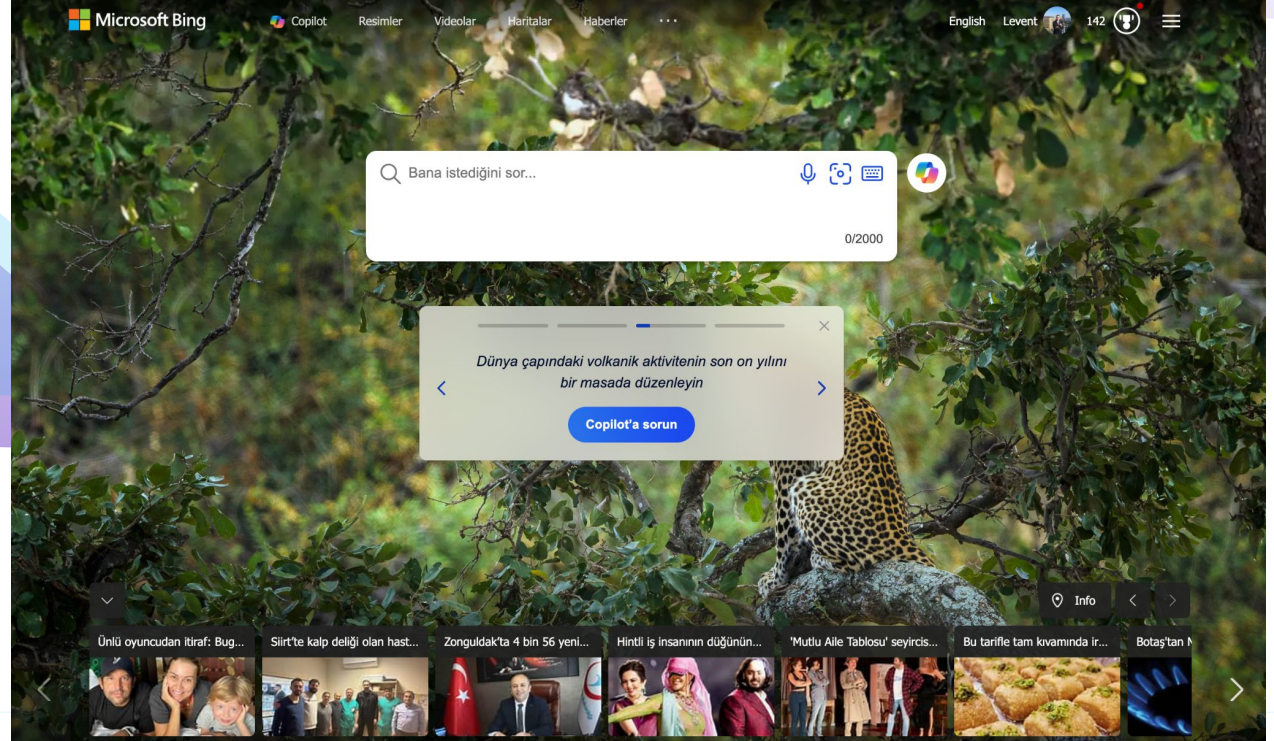 Microsoft Bing
Copilot
Resimler
Videolar
Haritalar
Haberler
...
English
Levent
142
Bana istediğini sor...
0/2000
Dünya çapındaki volkanik aktivitenin son on yılını
bir masada düzenleyin
Copilot'a sorun
Info
Ünlü oyuncudan itiraf: Bug...
Siirt'te kalp deliği olan hast...
Zonguldak'ta 4 bin 56 yeni...
Hintli iş insanının düğünün...
'Mutlu Aile Tablosu' seyircis...
Bu tarifle tam kıvamında ir...
Botaş'tan